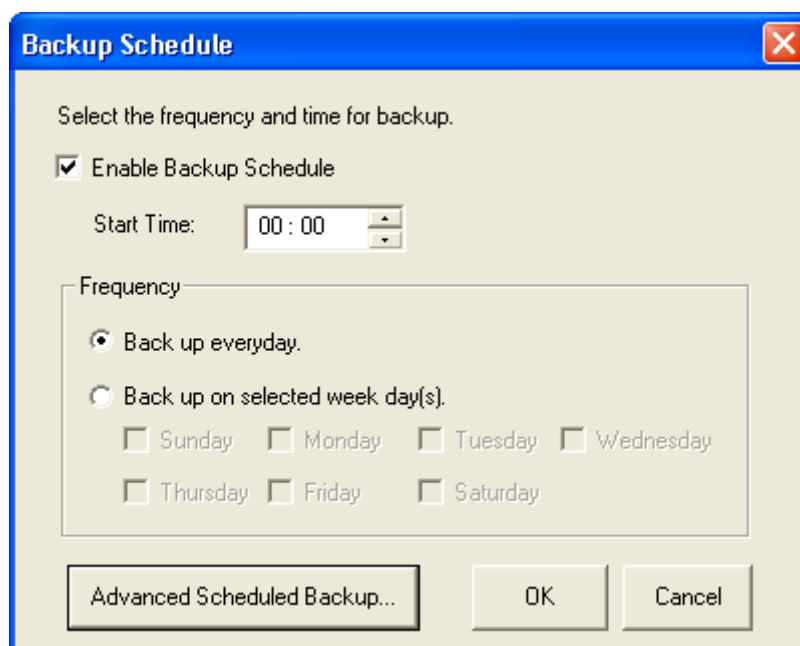 Backup Schedule
Select the frequency and time for backup.
Enable Backup Schedule
Start Time: 00 : 00
Frequency
Back up everyday.
Back up on selected week day(s).
Sunday Monday Tuesday Wednesday
Thursday Friday Saturday
Advanced Scheduled Backup... OK Cancel